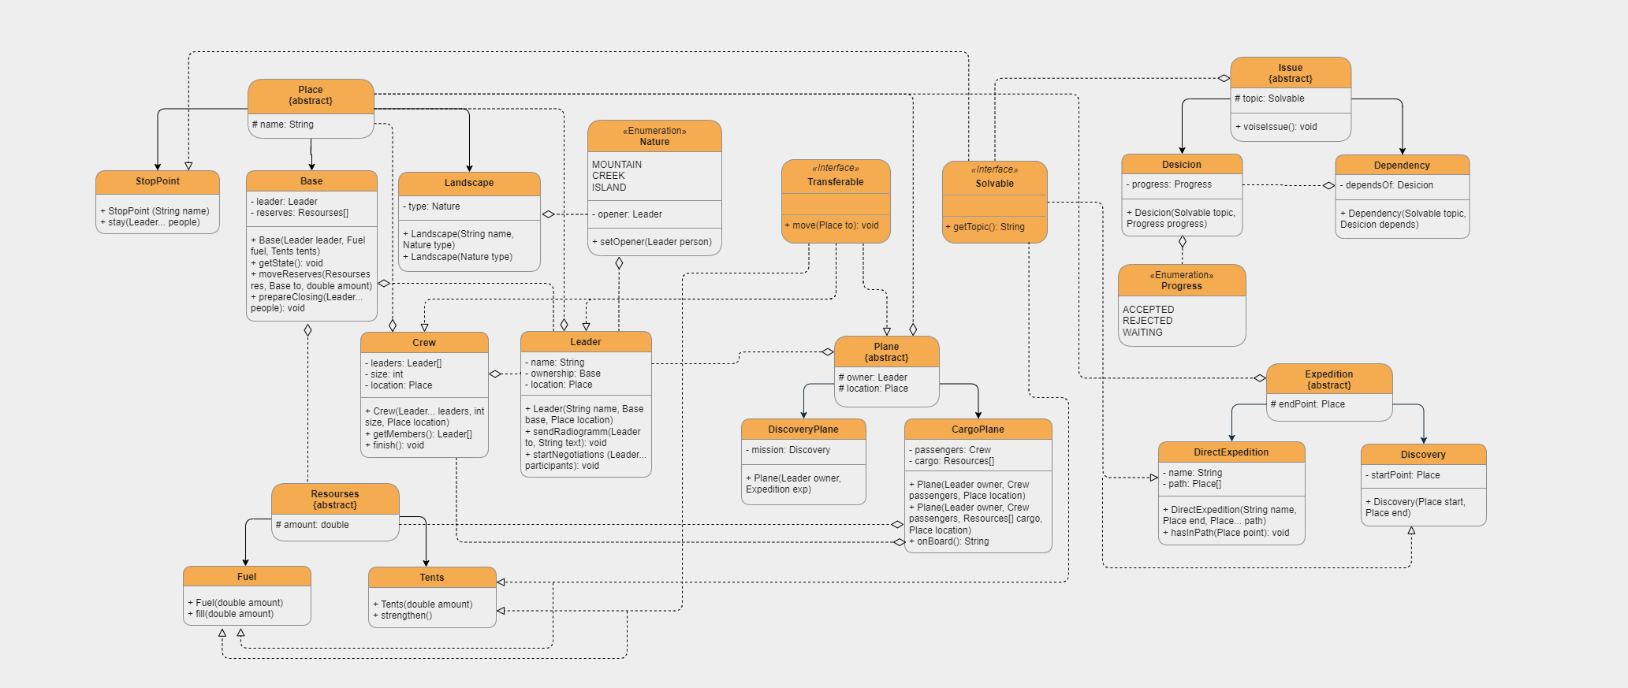 Place
{abstract}
# name: String
StopPoint
+ StopPoint (String name)
+ stay(Leader... people)
Base
- leader: Leader
- reserves: Resourses[]
+ Base(Leader leader, Fuel
fuel, Tents tents)
+ getState(): void
+ moveReserves(Resourses
res, Base to, double amount)
+ prepareClosing(Leader...
people): void
Landscape
- type: Nature
+ Landscape(String name,
Nature type)
+ Landscape(Nature type)
«Enumeration»
Nature
MOUNTAIN
CREEK
ISLAND
- opener: Leader
+ setOpener(Leader person)
«Interface»
Transferable
+ move(Place to): void
«Interface»
Solvable
+ getTopic(): String
Issue
{abstract}
# topic: Solvable
+ voiseIssue(): void
Desicion
- progress: Progress
+ Desicion(Solvable topic,
Progress progress)
Dependency
- dependsOf: Desicion
+ Dependency(Solvable topic,
Desicion depends)
«Enumeration»
Progress
ACCEPTED
REJECTED
WAITING
Crew
- leaders: Leader[]
- size: int
- location: Place
+ Crew(Leader... leaders, int
size, Place location)
+ getMembers(): Leader[]
+ finish(): void
Leader
- name: String
- ownership: Base
- location: Place
+ Leader(String name, Base
base, Place location)
+ sendRadiogramm(Leader
to, String text): void
+ startNegotiations (Leader...
participants): void
Plane
{abstract}
# owner: Leader
# location: Place
DiscoveryPlane
- mission: Discovery
+ Plane(Leader owner,
Expedition exp)
CargoPlane
- passengers: Crew
- cargo: Resources[]
+ Plane(Leader owner, Crew
passengers, Place location)
+ Plane(Leader owner, Crew
passengers, Resources[] cargo,
Place location)
+ onBoard(): String
Expedition
{abstract}
# endPoint: Place
DirectExpedition
- name: String
- path: Place[]
+ DirectExpedition(String name,
Place end, Place... path)
+ hasInPath(Place point): void
Discovery
- startPoint: Place
+ Discovery(Place start,
Place end)
Resourses
{abstract}
# amount: double
Fuel
+ Fuel(double amount)
+ fill(double amount)
Tents
+ Tents(double amount)
+ strengthen()